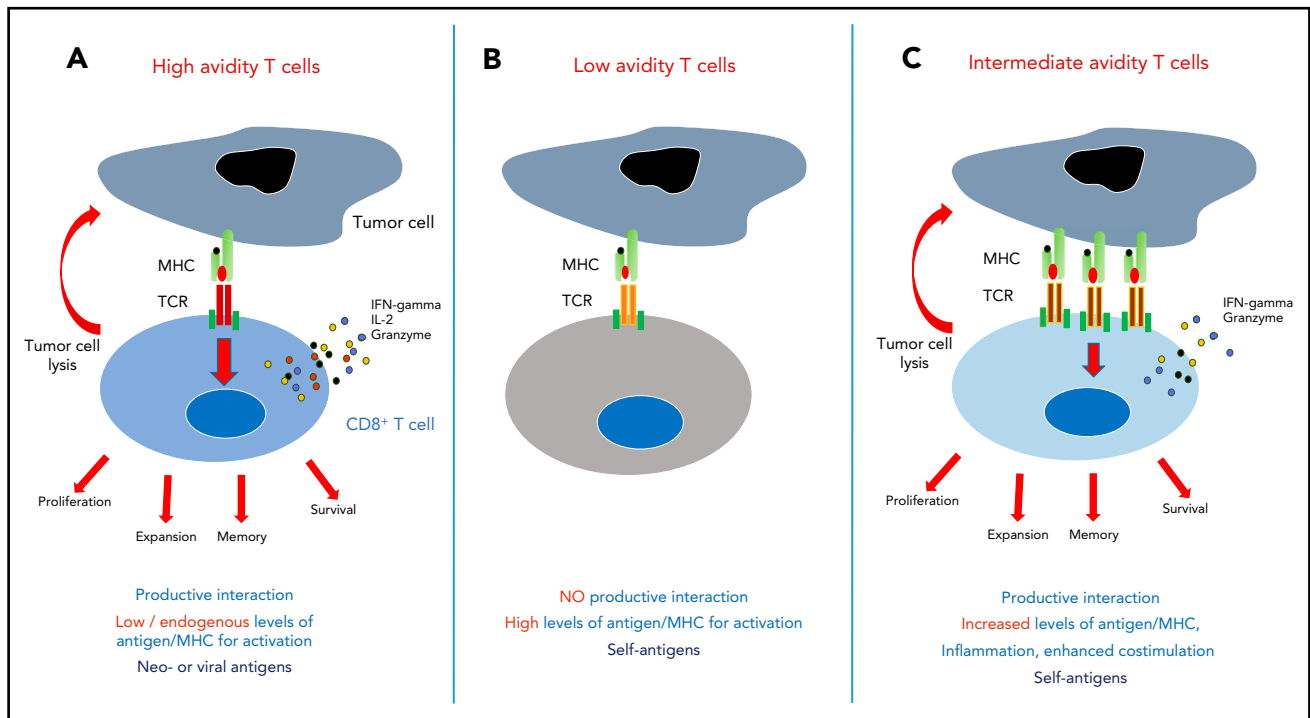 A
High avidity T cells
Tumor cell
MHC
TCR
IFN-gamma
IL-2
Granzyme
Tumor cell
lysis
CD8⁺ T cell
Proliferation
Expansion
Memory
Survival
Productive interaction
Low / endogenous levels of
antigen/MHC for activation
Neo- or viral antigens
B
Low avidity T cells
MHC
TCR
NO productive interaction
High levels of antigen/MHC for activation
Self-antigens
C
Intermediate avidity T cells
MHC
TCR
IFN-gamma
Granzyme
Tumor cell
lysis
Proliferation
Expansion
Memory
Survival
Productive interaction
Increased levels of antigen/MHC,
Inflammation, enhanced costimulation
Self-antigens